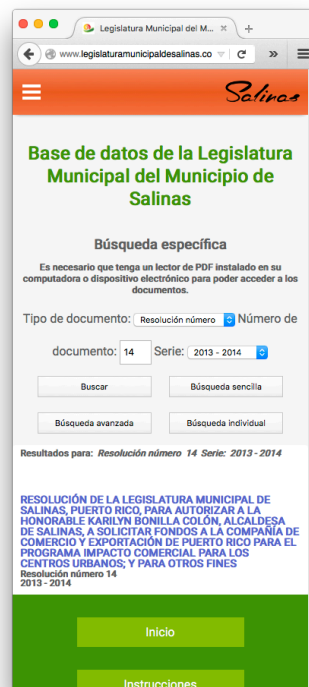 Legislatura Municipal del M...
www.legislaturamunicipaldesalinas.co
Salinas
Base de datos de la Legislatura
Municipal del Municipio de
Salinas
Búsqueda específica
Es necesario que tenga un lector de PDF instalado en su
computadora o dispositivo electrónico para poder acceder a los
documentos.
Tipo de documento: Resolución número Número de
documento: 14 Serie: 2013 - 2014
Buscar Búsqueda sencilla
Búsqueda avanzada Búsqueda individual
Resultados para: Resolución número 14 Serie: 2013 - 2014
RESOLUCIÓN DE LA LEGISLATURA MUNICIPAL DE
SALINAS, PUERTO RICO, PARA AUTORIZAR A LA
HONORABLE KARILYN BONILLA COLÓN, ALCALDESA
DE SALINAS, A SOLICITAR FONDOS A LA COMPAÑÍA DE
COMERCIO Y EXPORTACIÓN DE PUERTO RICO PARA EL
PROGRAMA IMPACTO COMERCIAL PARA LOS
CENTROS URBANOS; Y PARA OTROS FINES
Resolución número 14
2013 - 2014
Inicio
Instrucciones